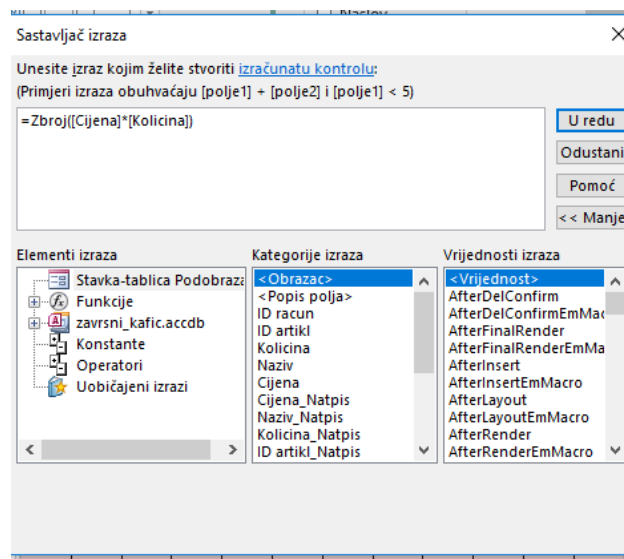 Naslov
Sastavljač izraza
Unesite izraz kojim želite stvoriti izračunatu kontrolu:
(Primjeri izraza obuhvaćaju [polje1] + [polje2] i [polje1] < 5)
=Zbroj([Cijena]*[Kolicina])
U redu
Odustani
Pomoć
<< Manje
Elementi izraza
Stavka-tablica Podobraza
Funkcije
zavrsni_kafic.accdb
Konstante
Operatori
Uobičajeni izrazi
Kategorije izraza
<Obrazac>
<Popis polja>
ID racun
ID artikl
Kolicina
Naziv
Cijena
Cijena_Natpis
Naziv_Natpis
Kolicina_Natpis
ID artikl_Natpis
Vrijednosti izraza
<Vrijednost>
AfterDelConfirm
AfterDelConfirmEmMac
AfterFinalRender
AfterFinalRenderEmMa
AfterInsert
AfterInsertEmMacro
AfterLayout
AfterLayoutEmMacro
AfterRender
AfterRenderEmMacro